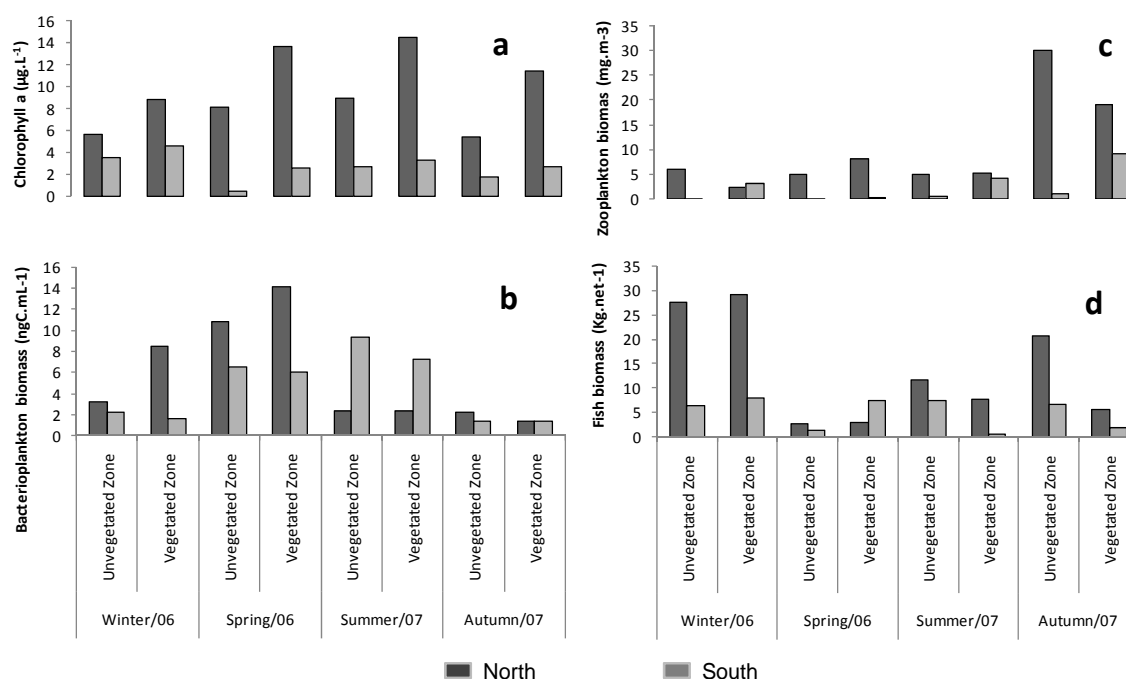 a
Chlorophyll a (µg.L-1)
16
14
12
10
8
6
4
2
0
c
Zooplankton biomas (mg.m-3)
35
30
25
20
15
10
5
0
b
Bacterioplankton biomass (ngC.mL-1)
16
14
12
10
8
6
4
2
0
Unvegetated Zone
Vegetated Zone
Unvegetated Zone
Vegetated Zone
Unvegetated Zone
Vegetated Zone
Unvegetated Zone
Vegetated Zone
Winter/06
Spring/06
Summer/07
Autumn/07
d
Fish biomass (Kg.net-1)
35
30
25
20
15
10
5
0
Unvegetated Zone
Vegetated Zone
Unvegetated Zone
Vegetated Zone
Unvegetated Zone
Vegetated Zone
Unvegetated Zone
Vegetated Zone
Winter/06
Spring/06
Summer/07
Autumn/07
North
South